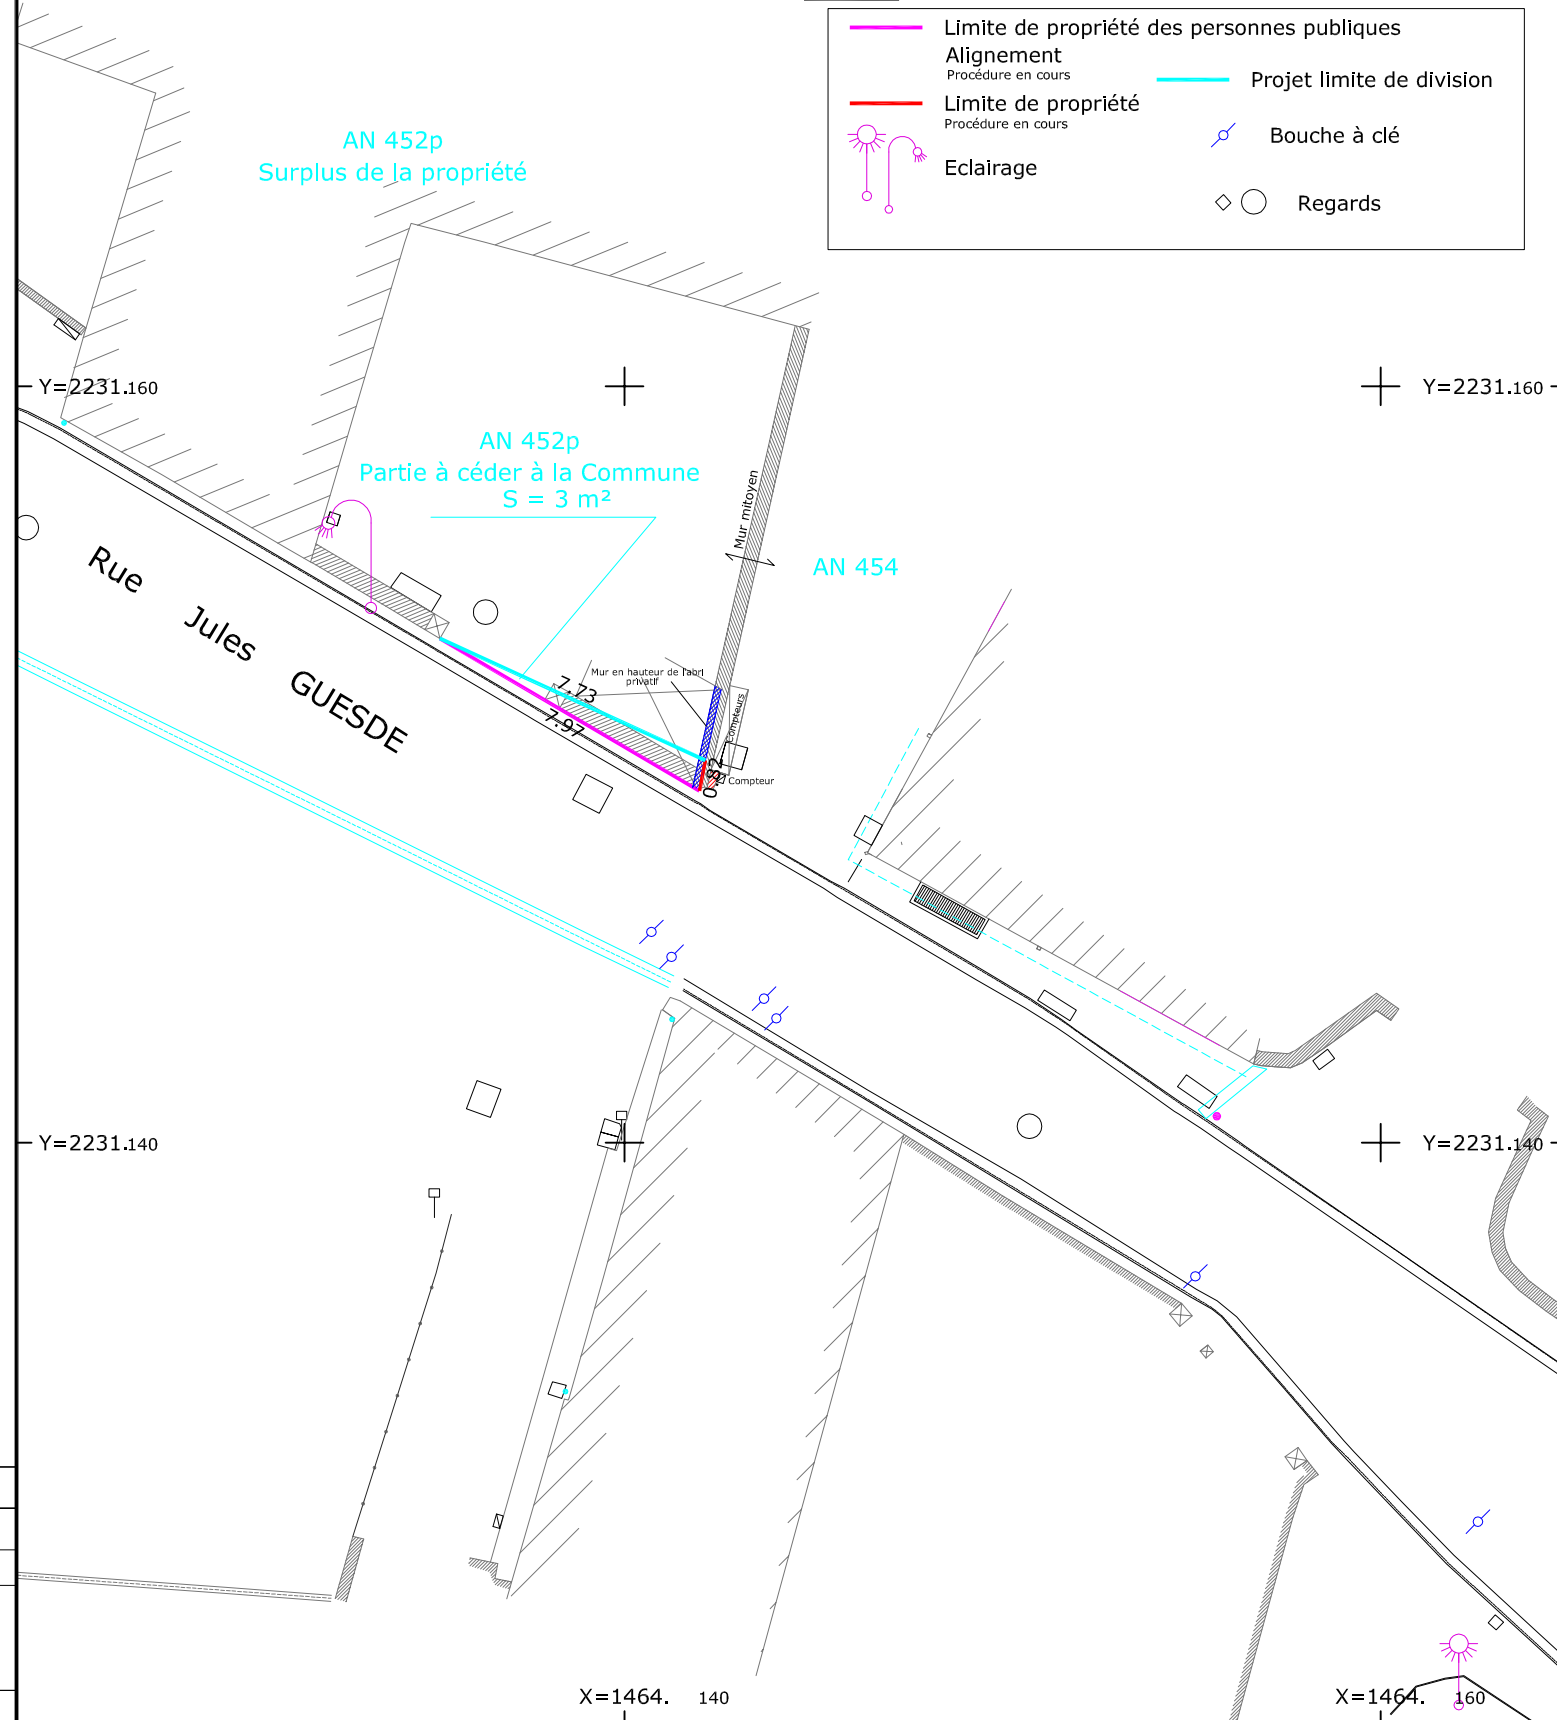 Limite de propriété des personnes publiques
Alignement
Procédure en cours
Projet limite de division
Limite de propriété
Procédure en cours
Bouche à clé
Eclairage
Regards
AN 452p
Surplus de la propriété
Y=2231.160
Y=2231.160
AN 452p
Partie à céder à la Commune
S = 3 m²
Mur mitoyen
AN 454
Rue Jules GUESDE
Mur en hauteur de l'abri
privatif
7.73
7.97
Compteurs
0.82
Compteur
Y=2231.140
Y=2231.140
X=1464. 140
X=1464. 160